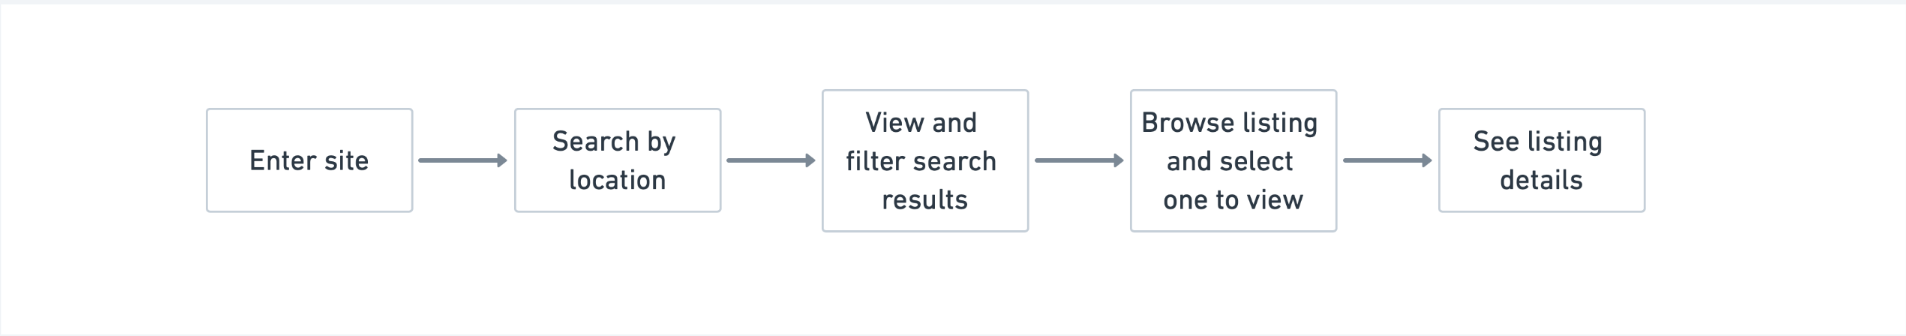 Enter site
Search by
location
View and
filter search
results
Browse listing
and select
one to view
See listing
details